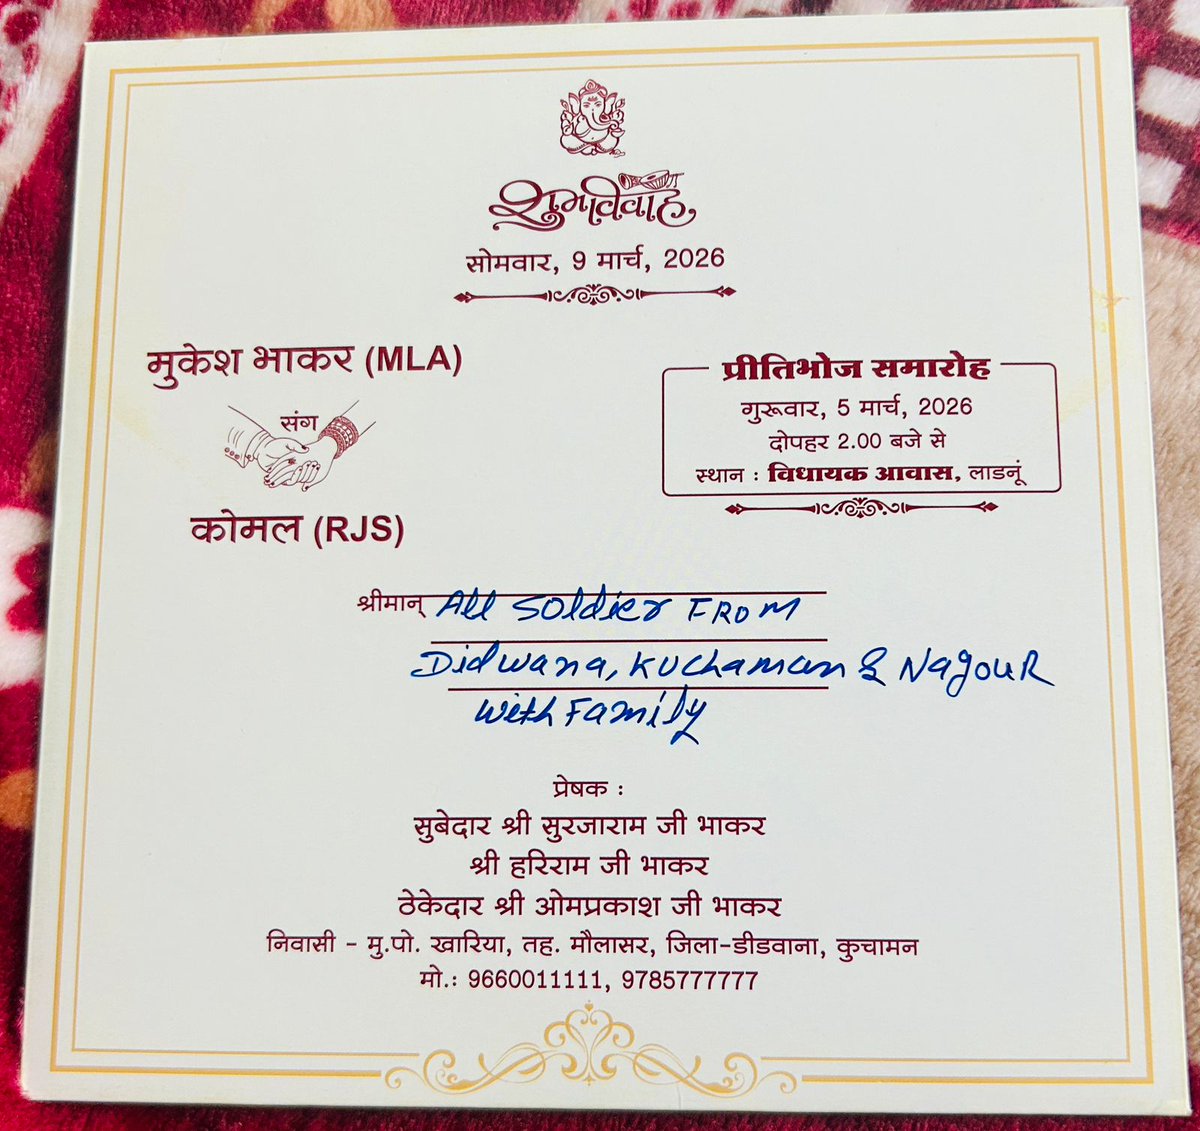 शुभविवाह
सोमवार, 9 मार्च, 2026
मुकेश भाकर (MLA)
संग
कोमल (RJS)
प्रीतिभोज समारोह
गुरूवार, 5 मार्च, 2026
दोपहर 2.00 बजे से
स्थान : विधायक आवास, लाडनूं
श्रीमान् All Soldier From
Didwana, Kuchaman & Nagour
with Family
प्रेषक :
सुबेदार श्री सुरजाराम जी भाकर
श्री हरिराम जी भाकर
ठेकेदार श्री ओमप्रकाश जी भाकर
निवासी - मु.पो. खारिया, तह. मौलासर, जिला-डीडवाना, कुचामन
मो.: 9660011111, 9785777777